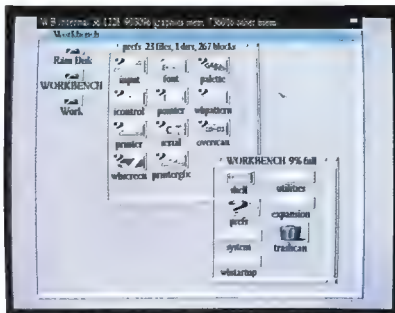 Workbench
prefs 23 files, 1 dirs, 267 blocks
Ram Disk
input font palette
WORKBENCH
Work
icontrol pointer wbpattern
printer serial overscan
wbscreen printergfx
WORKBENCH 9% full
shell utilities
prefs expansion
system trashcan
wbstartup